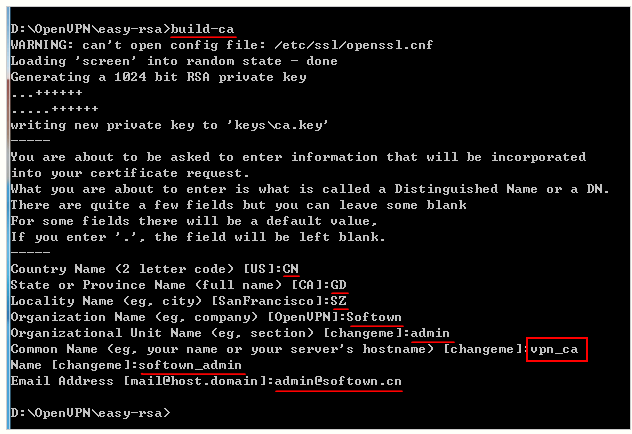 D:\OpenVPN\easy-rsa>build-ca
WARNING: can't open config file: /etc/ssl/openssl.cnf
Loading 'screen' into random state - done
Generating a 1024 bit RSA private key
...++++++
.....++++++
writing new private key to 'keys\ca.key'
-----
You are about to be asked to enter information that will be incorporated
into your certificate request.
What you are about to enter is what is called a Distinguished Name or a DN.
There are quite a few fields but you can leave some blank
For some fields there will be a default value,
If you enter '.', the field will be left blank.
-----
Country Name (2 letter code) [US]:CN
State or Province Name (full name) [CA]:GD
Locality Name (eg, city) [SanFrancisco]:SZ
Organization Name (eg, company) [OpenVPN]:Softown
Organizational Unit Name (eg, section) [changeme]:admin
Common Name (eg, your name or your server's hostname) [changeme]:vpn_ca
Name [changeme]:softown_admin
Email Address [mail@host.domain]:admin@softown.cn
D:\OpenVPN\easy-rsa>